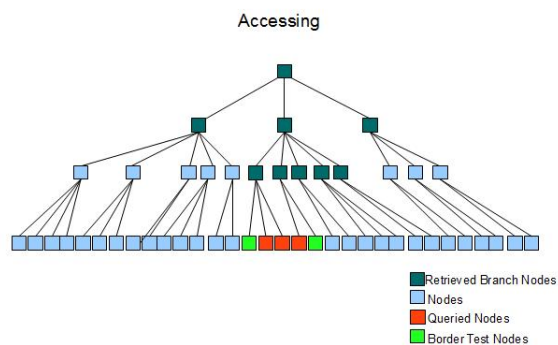 Accessing
Retrieved Branch Nodes
Nodes
Queried Nodes
Border Test Nodes